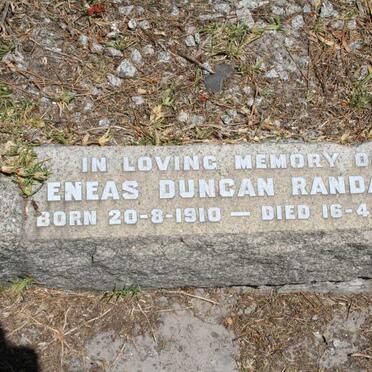 IN LOVING MEMORY O
ENEAS DUNCAN RANDA
BORN 20-8-1910 — DIED 16-4